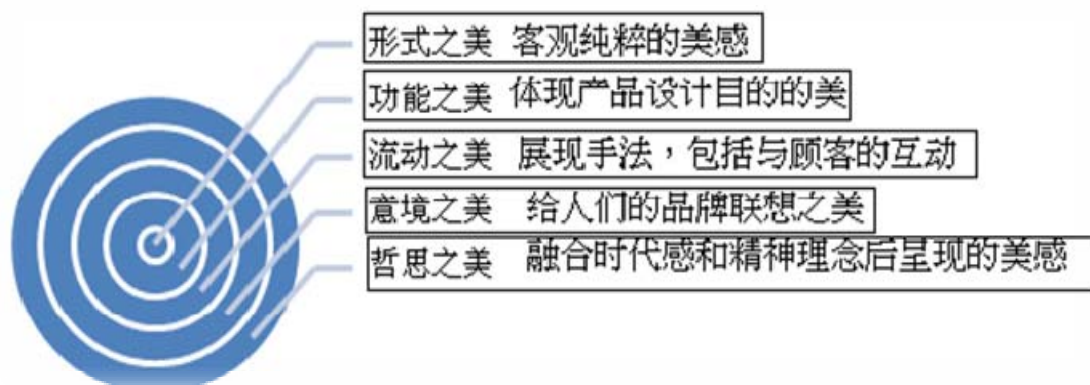 形式之美 客观纯粹的美感
功能之美 体现产品设计目的的美
流动之美 展现手法，包括与顾客的互动
意境之美 给人们的品牌联想之美
哲思之美 融合时代感和精神理念后呈现的美感